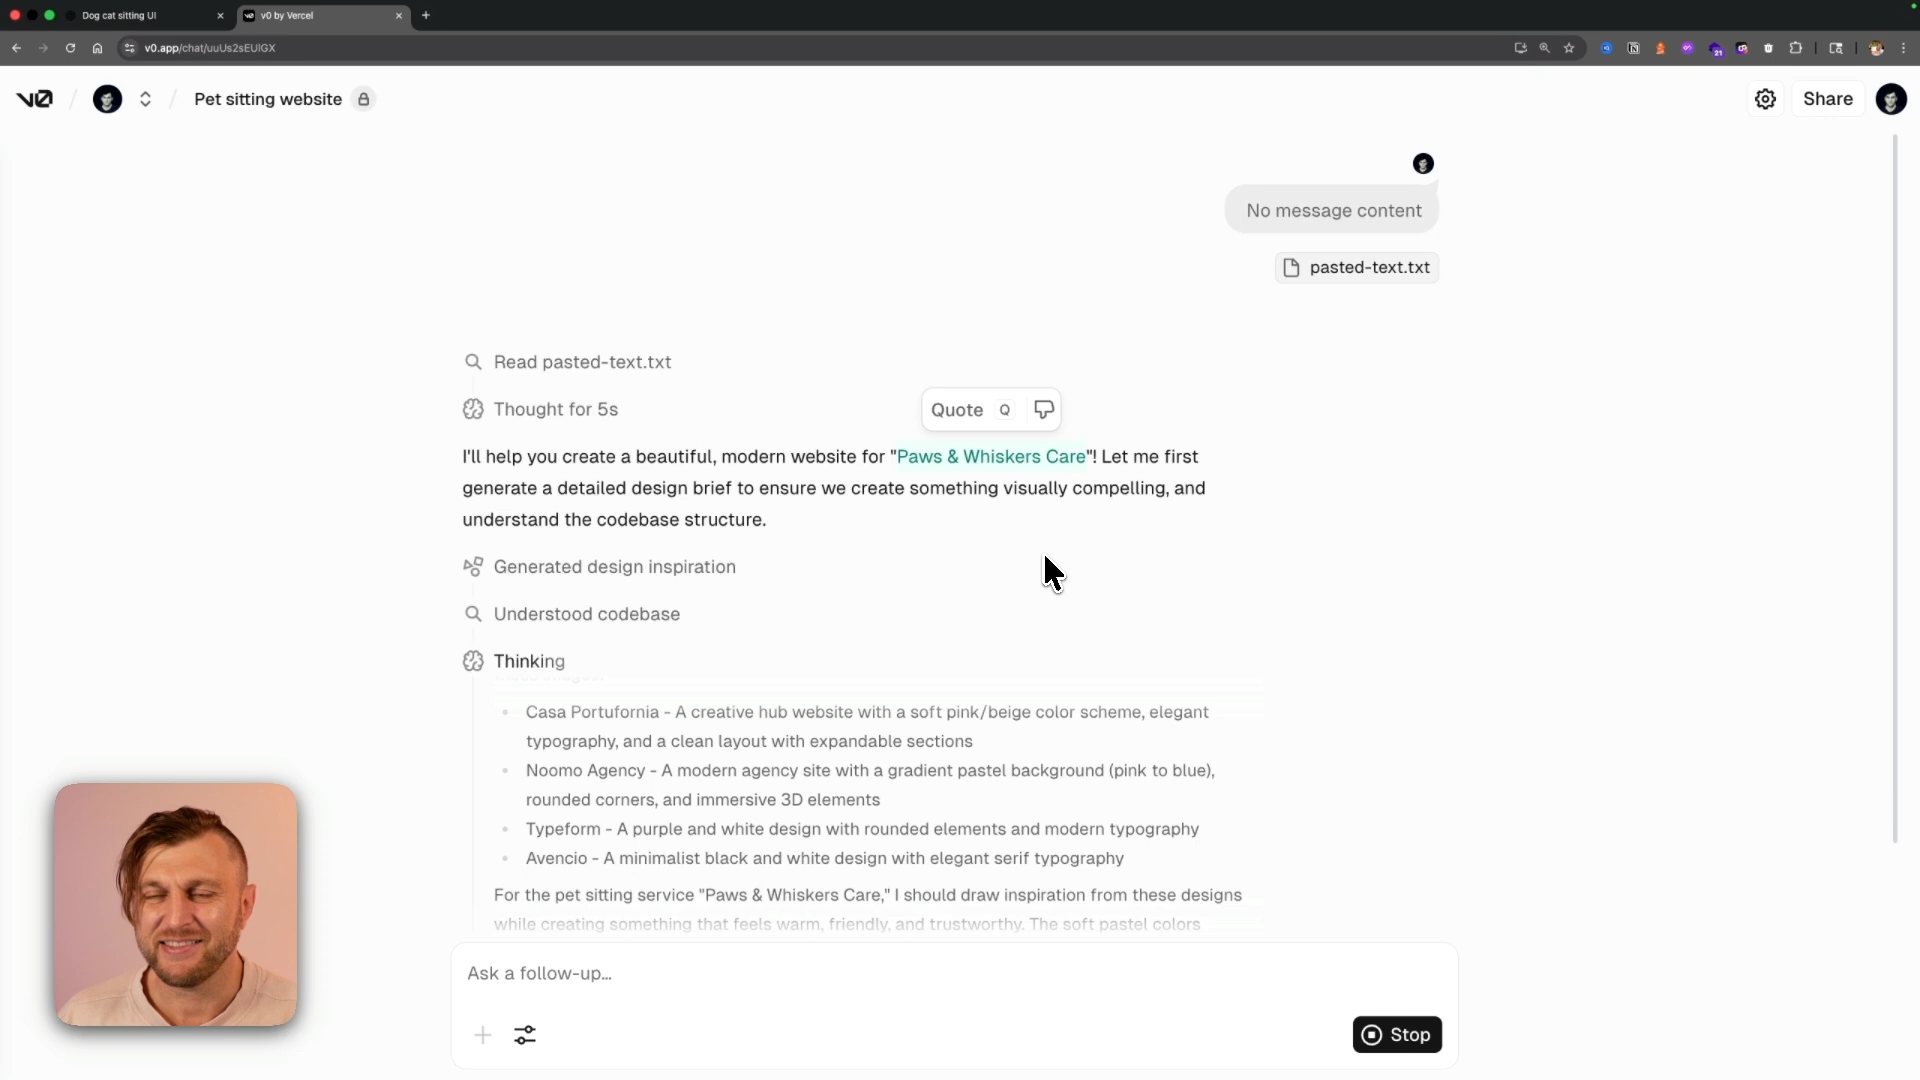 Dog cat sitting UI
v0 by Vercel
v0.app/chat/uuUs2sEUlGX
21
v0 / / Pet sitting website
Share
No message content
pasted-text.txt
Read pasted-text.txt
Thought for 5s
Quote Q
I'll help you create a beautiful, modern website for "Paws & Whiskers Care"! Let me first
generate a detailed design brief to ensure we create something visually compelling, and
understand the codebase structure.
Generated design inspiration
Understood codebase
Thinking
• Casa Portufornia - A creative hub website with a soft pink/beige color scheme, elegant
typography, and a clean layout with expandable sections
• Noomo Agency - A modern agency site with a gradient pastel background (pink to blue),
rounded corners, and immersive 3D elements
• Typeform - A purple and white design with rounded elements and modern typography
• Avencio - A minimalist black and white design with elegant serif typography
For the pet sitting service "Paws & Whiskers Care," I should draw inspiration from these designs
while creating something that feels warm, friendly, and trustworthy. The soft pastel colors
Ask a follow-up...
Stop